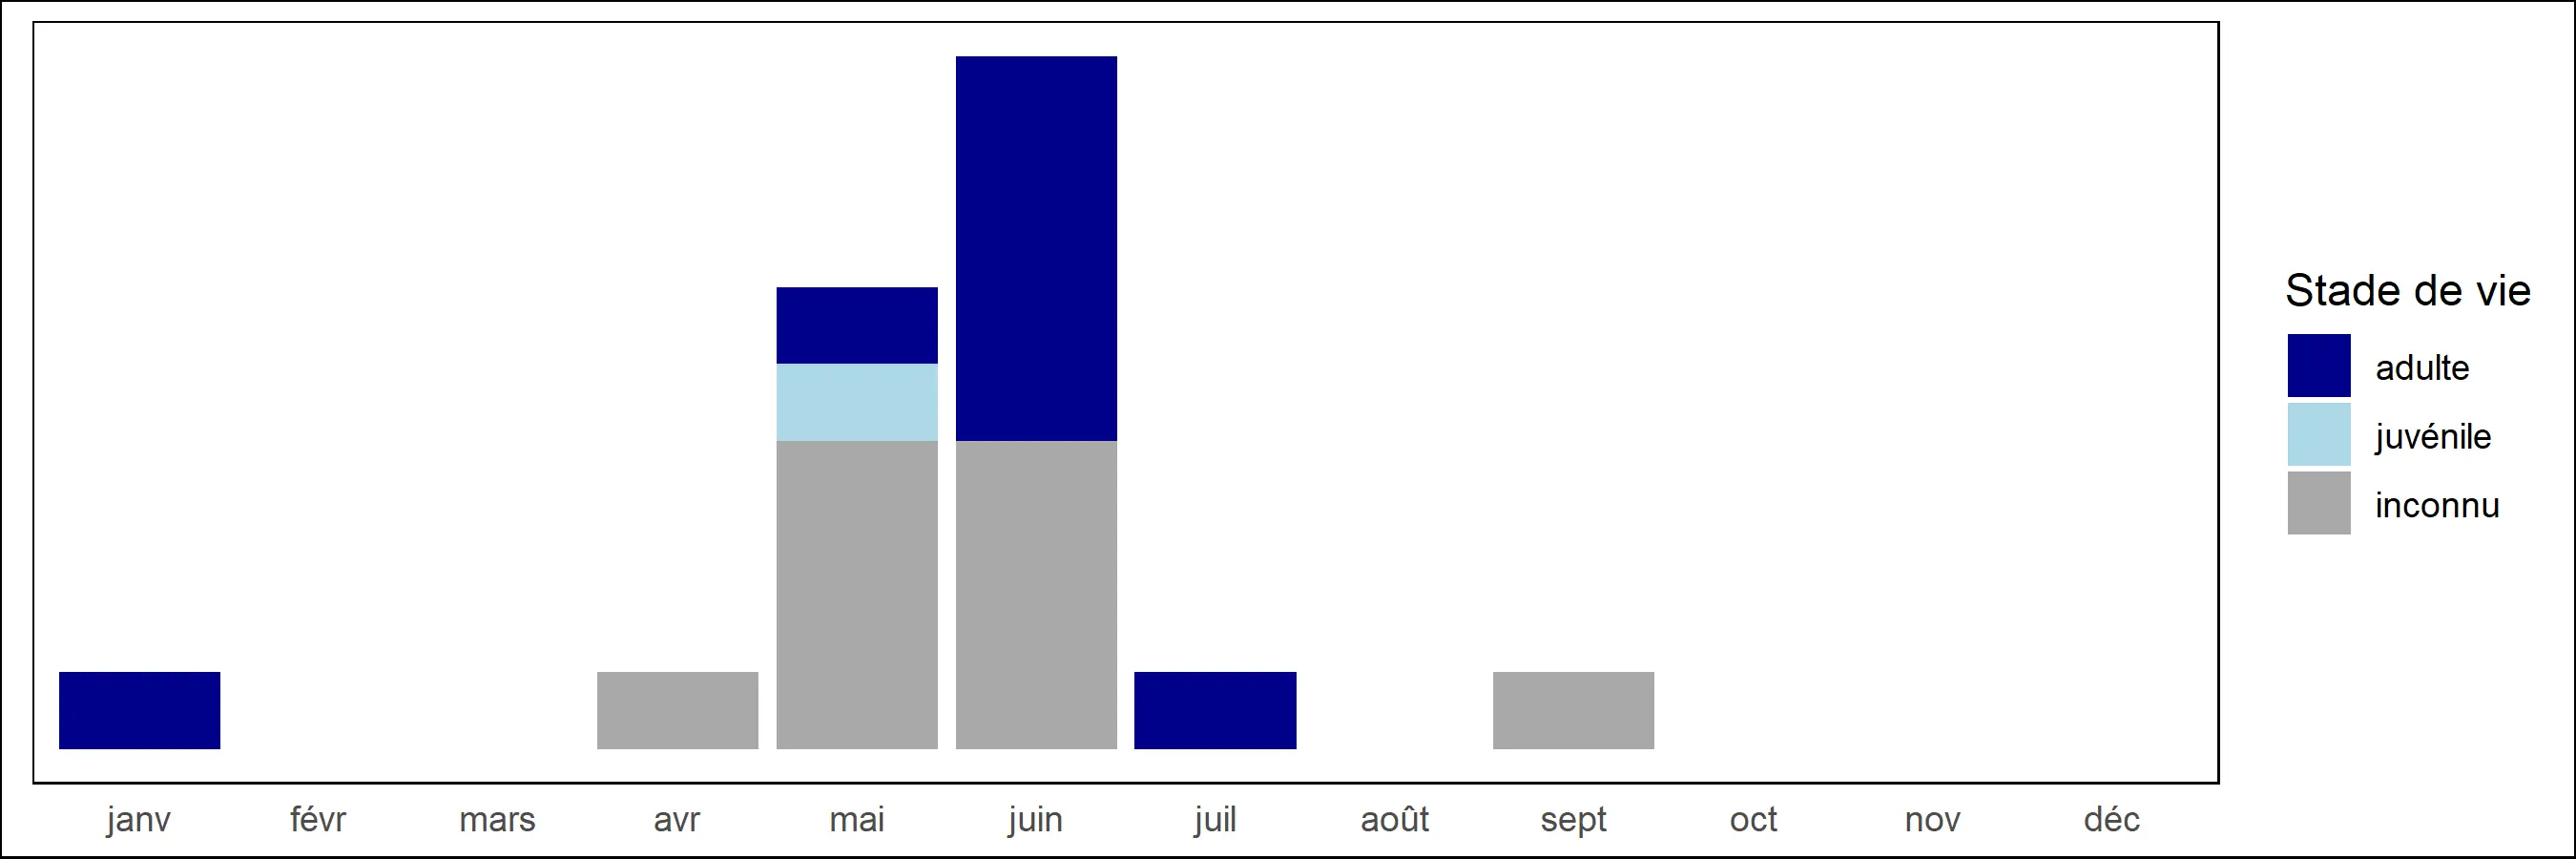 Stade de vie
adulte
juvénile
inconnu
janv févr mars avr mai juin juil août sept oct nov déc